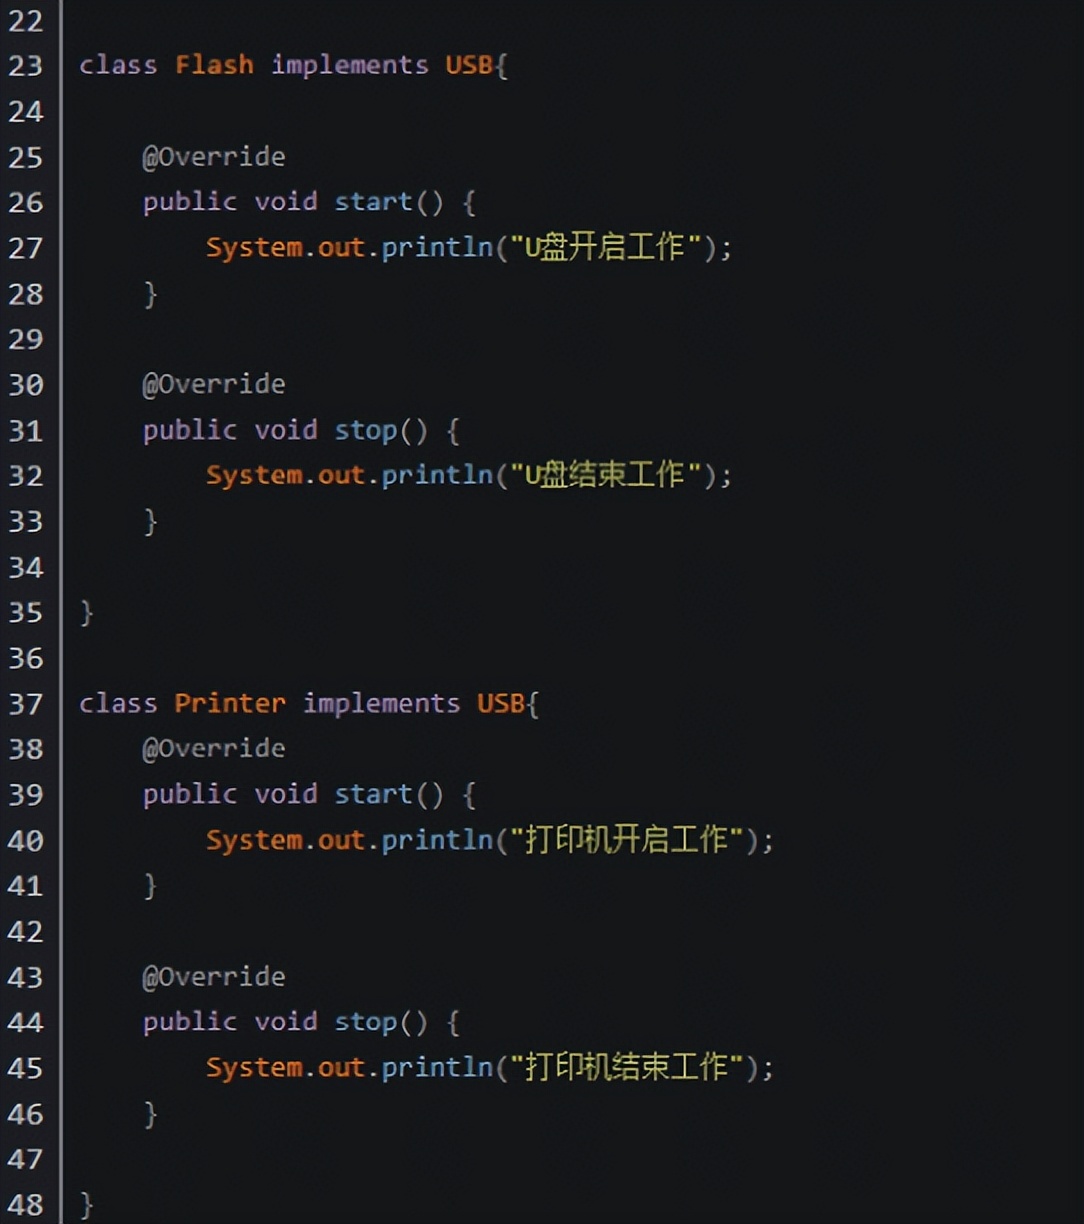 22
23 class Flash implements USB{
24
25     @Override
26     public void start() {
27         System.out.println("U盘开启工作");
28     }
29
30     @Override
31     public void stop() {
32         System.out.println("U盘结束工作");
33     }
34
35 }
36
37 class Printer implements USB{
38     @Override
39     public void start() {
40         System.out.println("打印机开启工作");
41     }
42
43     @Override
44     public void stop() {
45         System.out.println("打印机结束工作");
46     }
47
48 }